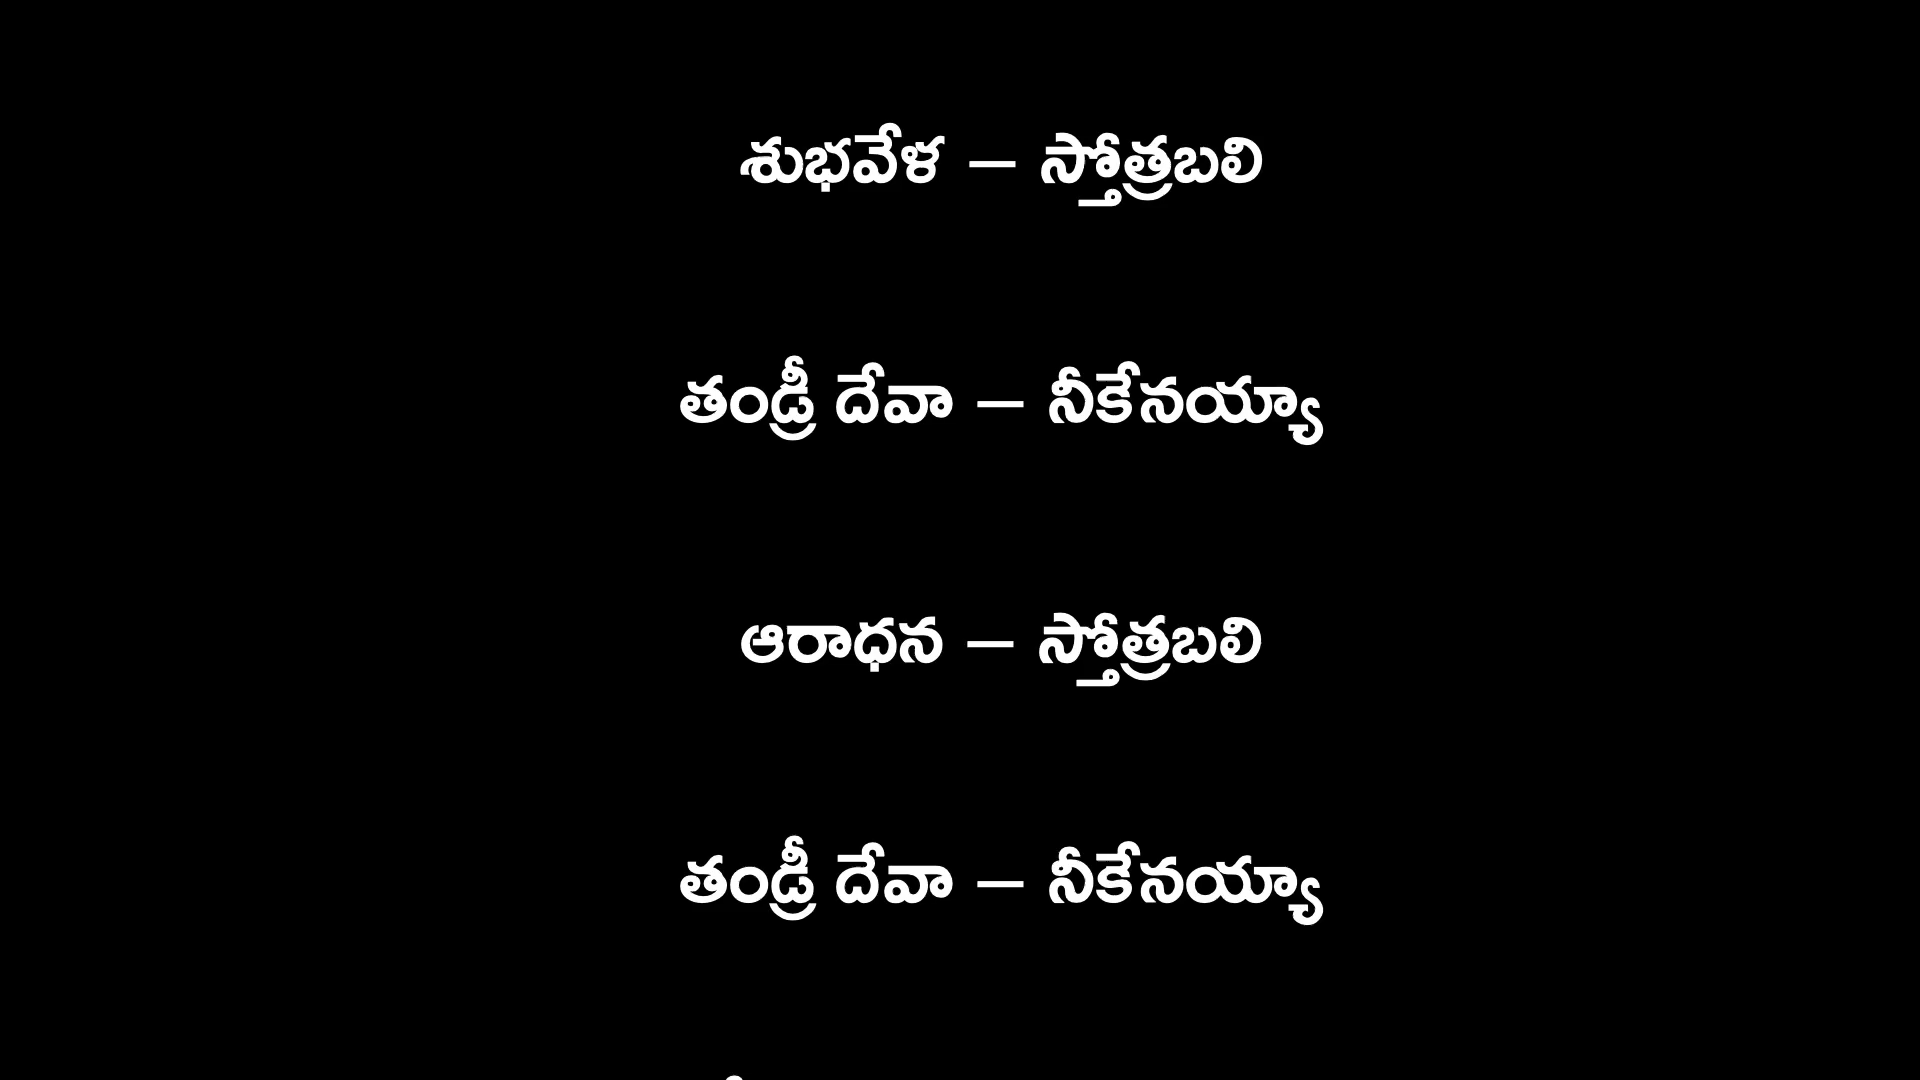 శుభవేళ – స్తోత్రబలి
తండ్రీ దేవా – నీకేనయ్యా
ఆరాధన – స్తోత్రబలి
తండ్రీ దేవా – నీకేనయ్యా